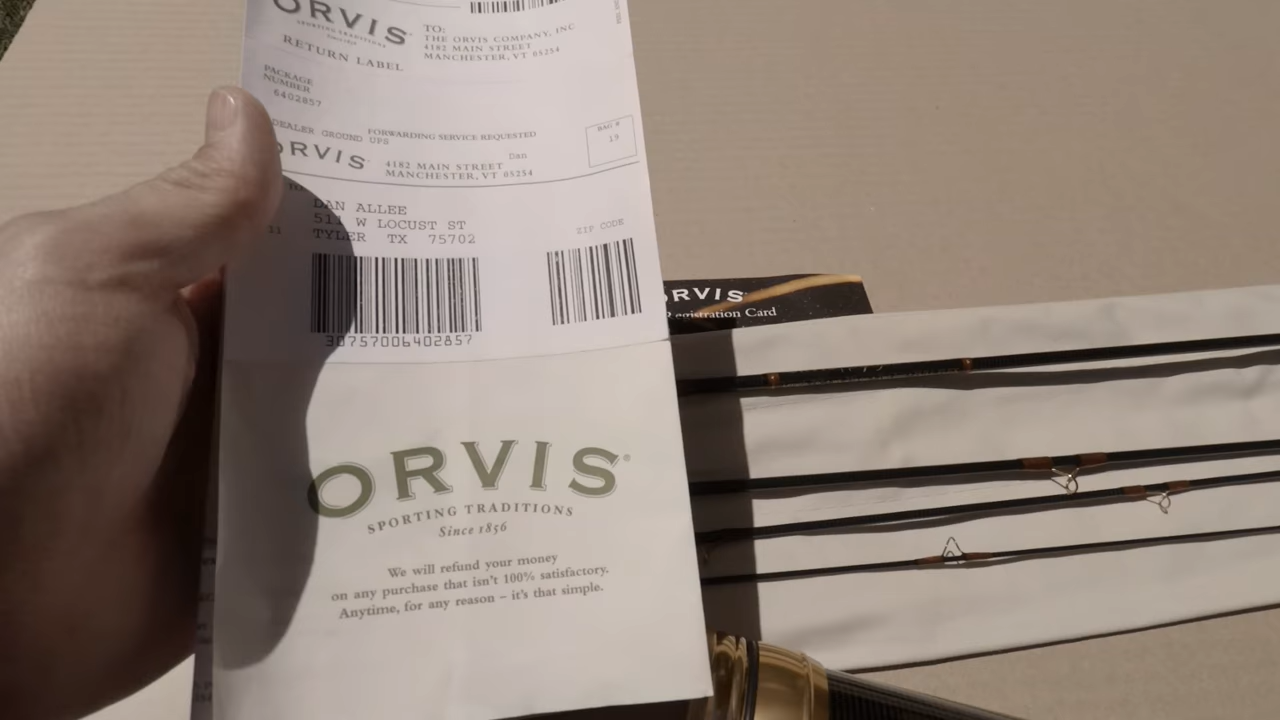 ORVIS
SPORTING TRADITIONS
RETURN LABEL
TO:
THE ORVIS COMPANY, INC
4182 MAIN STREET
MANCHESTER, VT 05254
PACKAGE
NUMBER
6402857
DEALER GROUND
UPS
FORWARDING SERVICE REQUESTED
BAG #
19
ORVIS
4182 MAIN STREET
MANCHESTER, VT 05254
Dan
DAN ALLEE
511 W LOCUST ST
TYLER TX 75702
11
ZIP CODE
30757006402857
ORVIS®
SPORTING TRADITIONS
Since 1856
We will refund your money
on any purchase that isn't 100% satisfactory.
Anytime, for any reason – it's that simple.
ORVIS
Registration Card